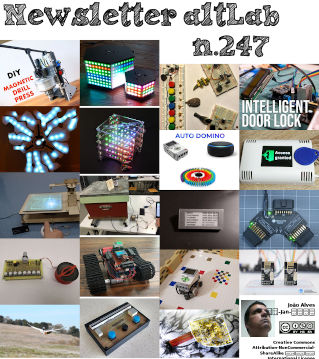 Newsletter altLab
n.247
DIY
MAGNETIC
DRILL
PRESS
INTELLIGENT
DOOR LOCK
AUTO DOMINO
Access
granted
João Alves
-Jan-
Creative Commons
Attribution-NonCommercial-
ShareAlike